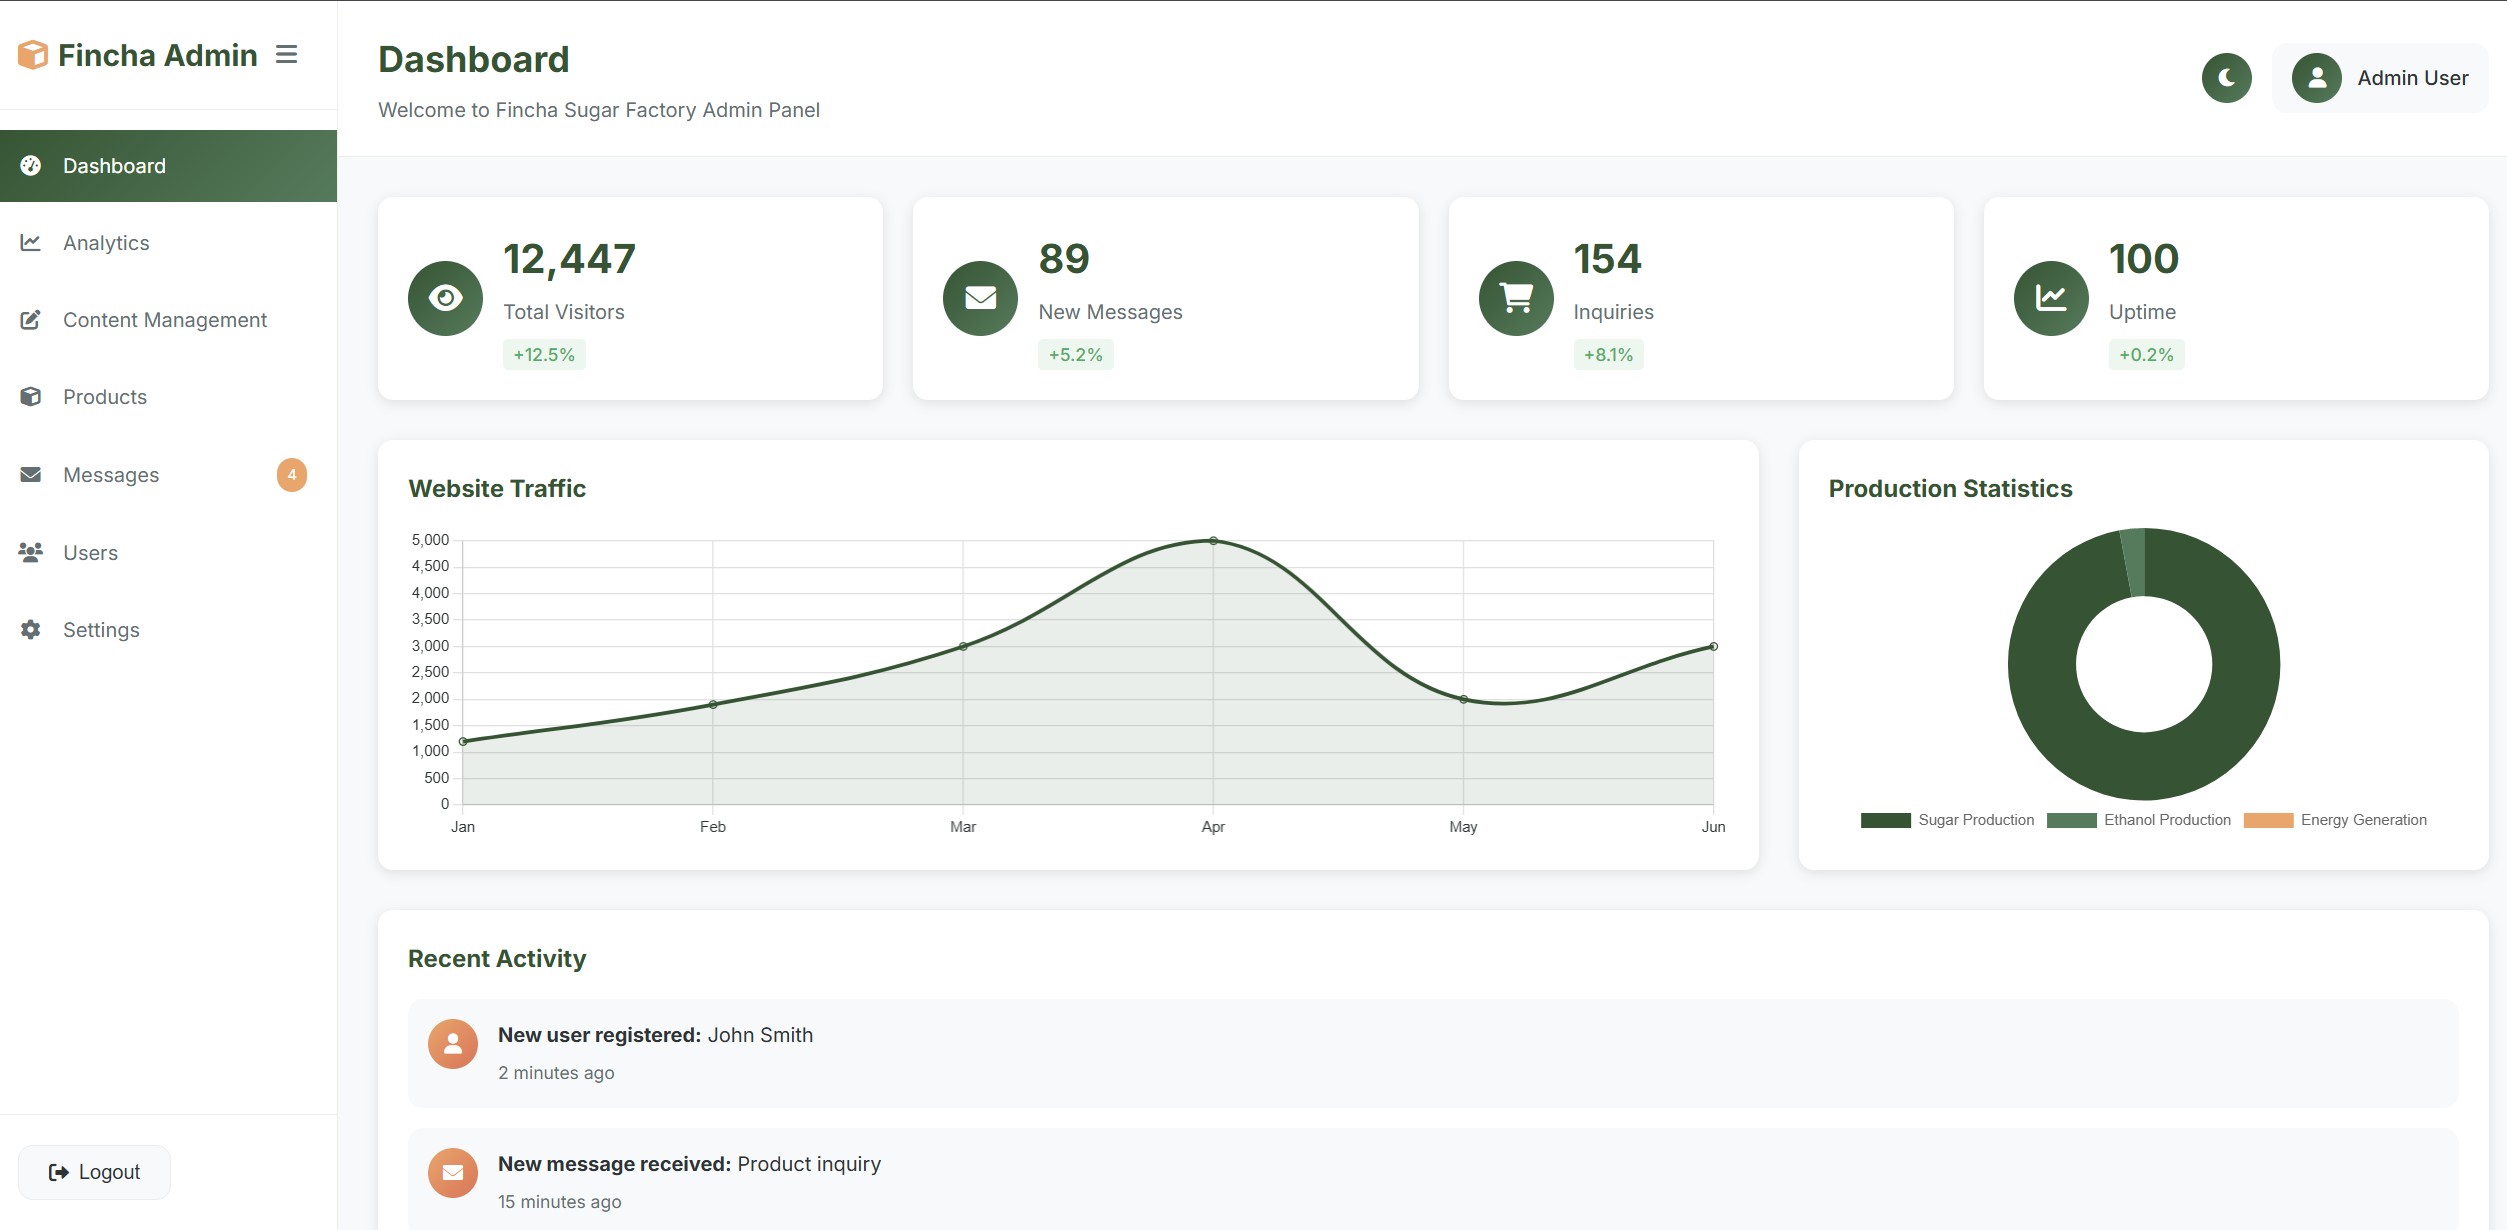 Fincha Admin
Dashboard
Analytics
Content Management
Products
Messages 4
Users
Settings
Logout
Dashboard
Welcome to Fincha Sugar Factory Admin Panel
Admin User
12,447
Total Visitors
+12.5%
89
New Messages
+5.2%
154
Inquiries
+8.1%
100
Uptime
+0.2%
Website Traffic
5,000
4,500
4,000
3,500
3,000
2,500
2,000
1,500
1,000
500
0
Jan Feb Mar Apr May Jun
Production Statistics
Sugar Production Ethanol Production Energy Generation
Recent Activity
New user registered: John Smith
2 minutes ago
New message received: Product inquiry
15 minutes ago